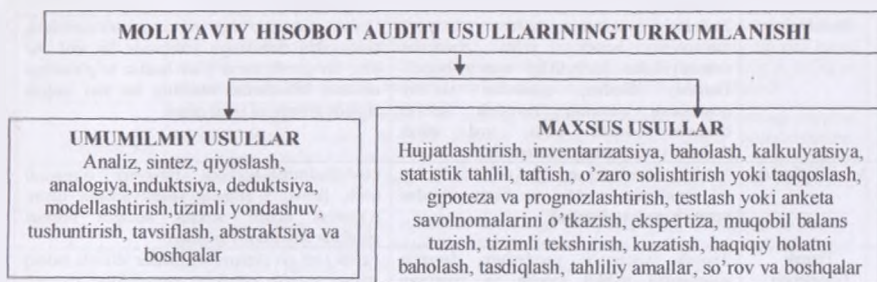 MOLIYAVIY HISOBOT AUDITI USULLARININGTURKUMLANISHI
UMUMILMIY USULLAR
Analiz, sintez, qiyoslash,
analogiya,induktsiya, deduktsiya,
modellashtirish,tizimli yondashuv,
tushuntirish, tavsiflash, abstraktsiya va
boshqalar
MAXSUS USULLAR
Hujjatlashtirish, inventarizatsiya, baholash, kalkulyatsiya,
statistik tahlil, taftish, o'zaro solishtirish yoki taqqoslash,
gipoteza va prognozlashtirish, testlash yoki anketa
savolnomalarini o'tkazish, ekspertiza, muqobil balans
tuzish, tizimli tekshirish, kuzatish, haqiqiy holatni
baholash, tasdiqlash, tahliliy amallar, so'rov va boshqalar